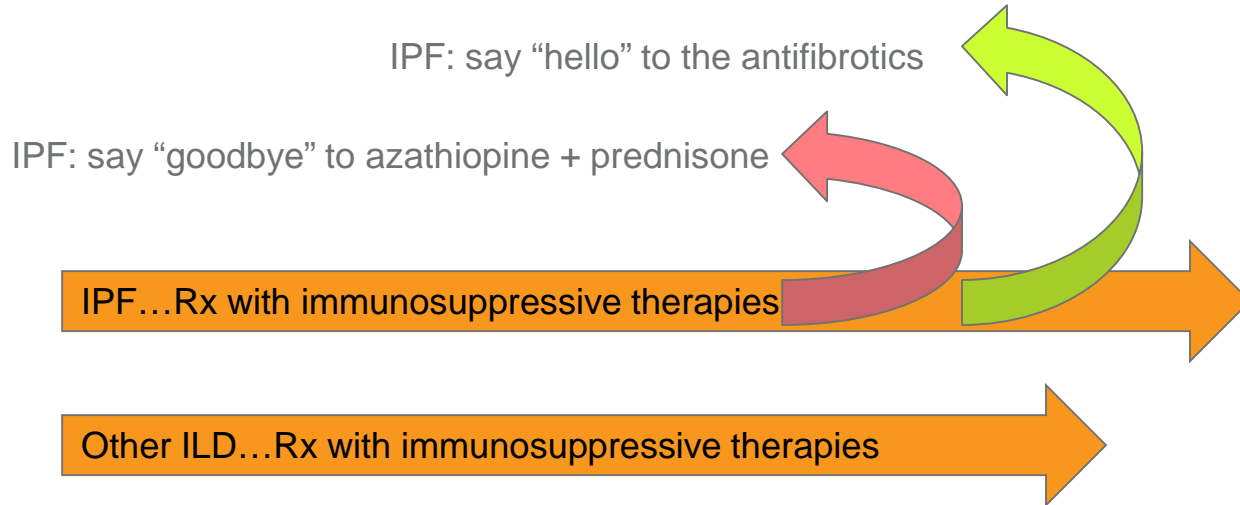 IPF: say “hello” to the antifibrotics
IPF: say “goodbye” to azathiopine + prednisone
IPF…Rx with immunosuppressive therapies
Other ILD…Rx with immunosuppressive therapies